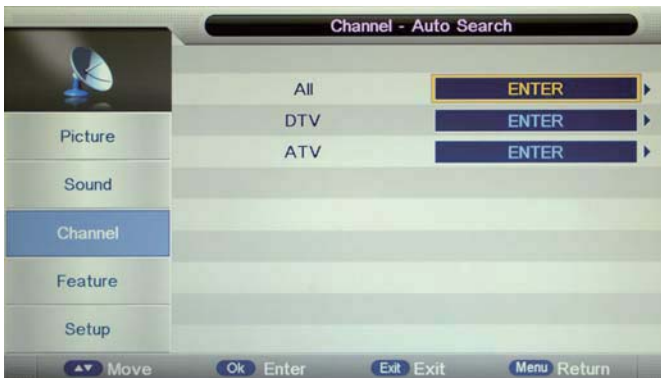 Channel - Auto Search
All ENTER
DTV ENTER
ATV ENTER
Picture
Sound
Channel
Feature
Setup
Move Ok Enter Exit Exit Menu Return